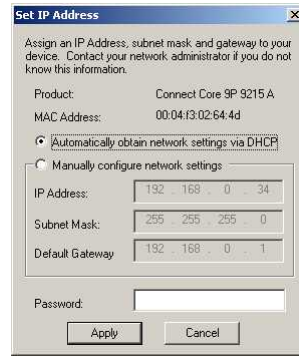 Set IP Address
Assign an IP Address, subnet mask and gateway to your
device. Contact your network administrator if you do not
know this information.
Product: Connect Core 9P 9215 A
MAC Address: 00:04:f3:02:64:4d
Automatically obtain network settings via DHCP
Manually configure network settings
IP Address: 192 . 168 . 0 . 34
Subnet Mask: 255 . 255 . 255 . 0
Default Gateway 192 . 168 . 0 . 1
Password:
Apply Cancel